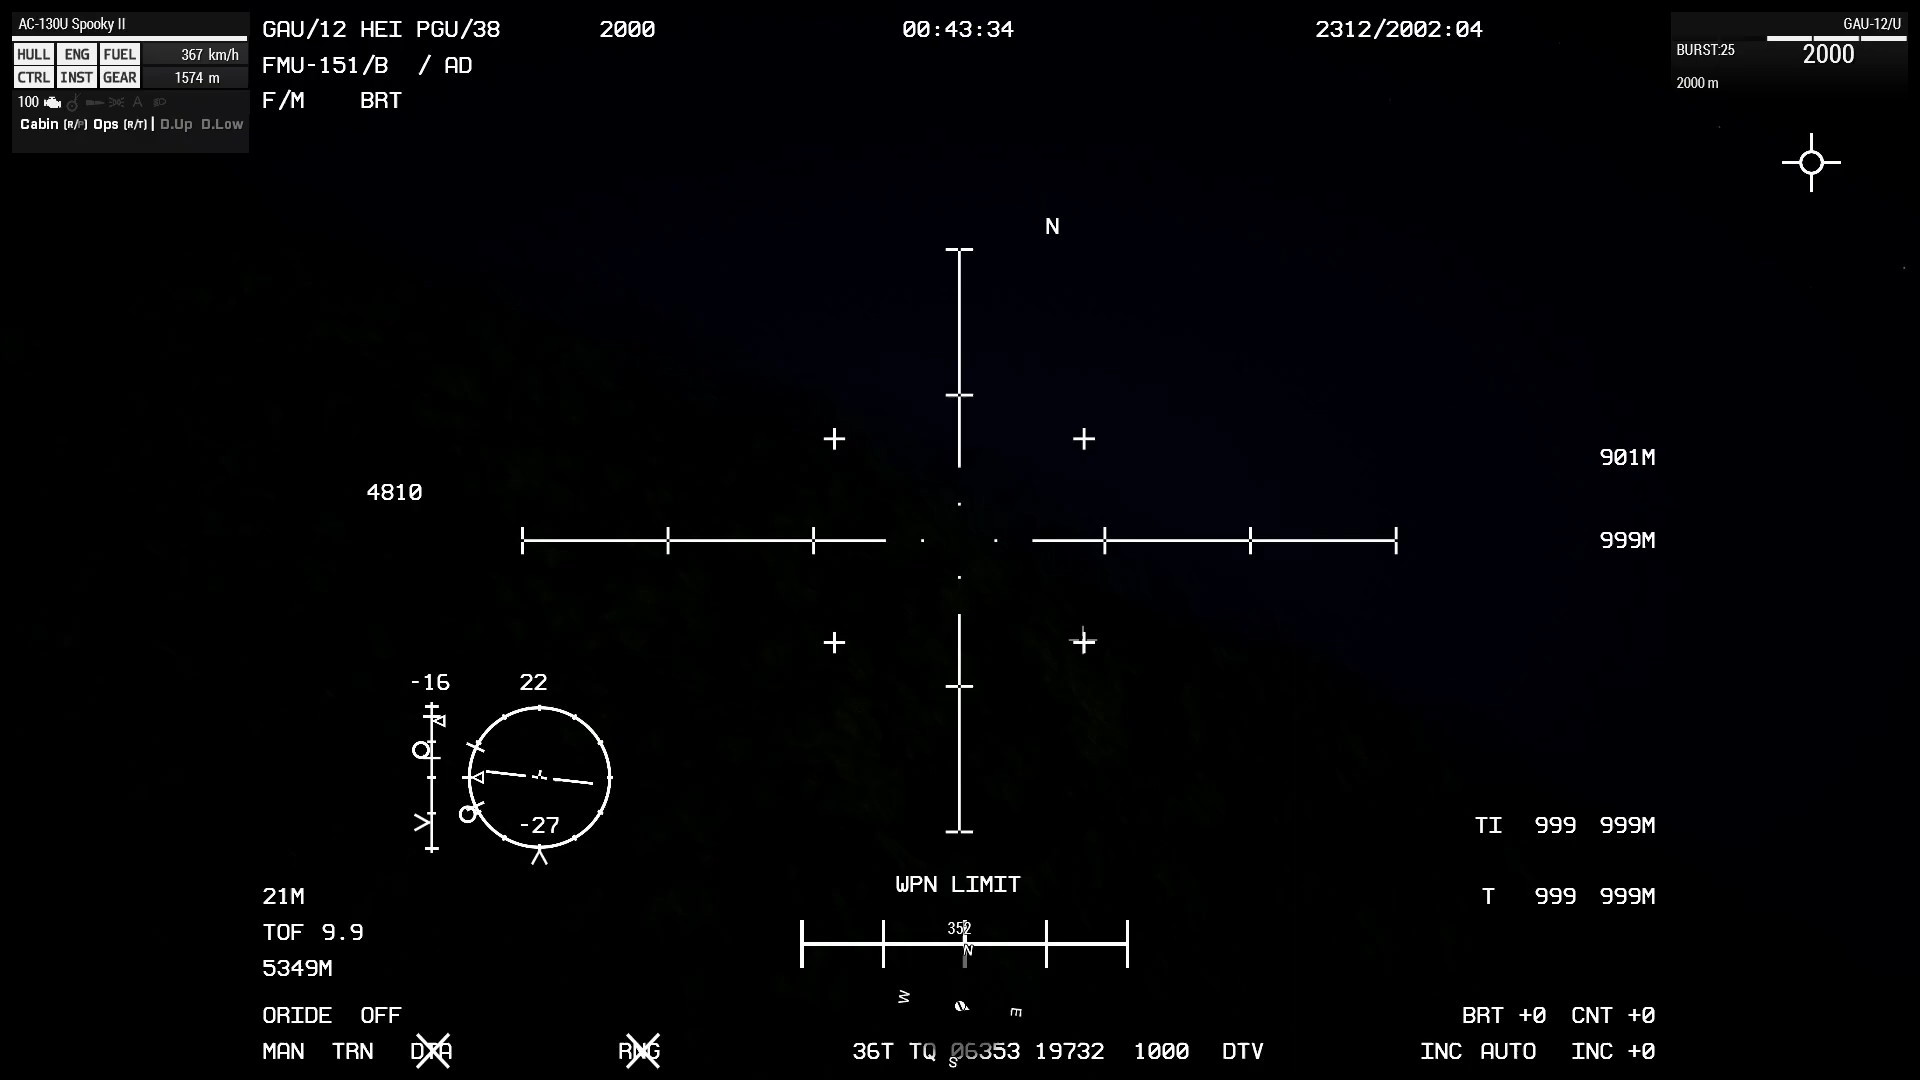 AC-130U Spooky II
HULL ENG FUEL 367 km/h
CTRL INST GEAR 1574 m
100 A
Cabin (R/P) Ops (R/T) | D.Up D.Low
GAU/12 HEI PGU/38 2000 00:43:34 2312/2002:04
FMU-151/B / AD
F/M BRT
GAU-12/U
BURST:25 2000
2000 m
N
901M
4810
999M
-16 22
-27
TI 999 999M
WPN LIMIT
21M
T 999 999M
TOF 9.9
352
N
5349M
W E
ORIDE OFF
BRT +0 CNT +0
MAN TRN DTA RNG 36T TQ 06353 19732 1000 DTV INC AUTO INC +0
S